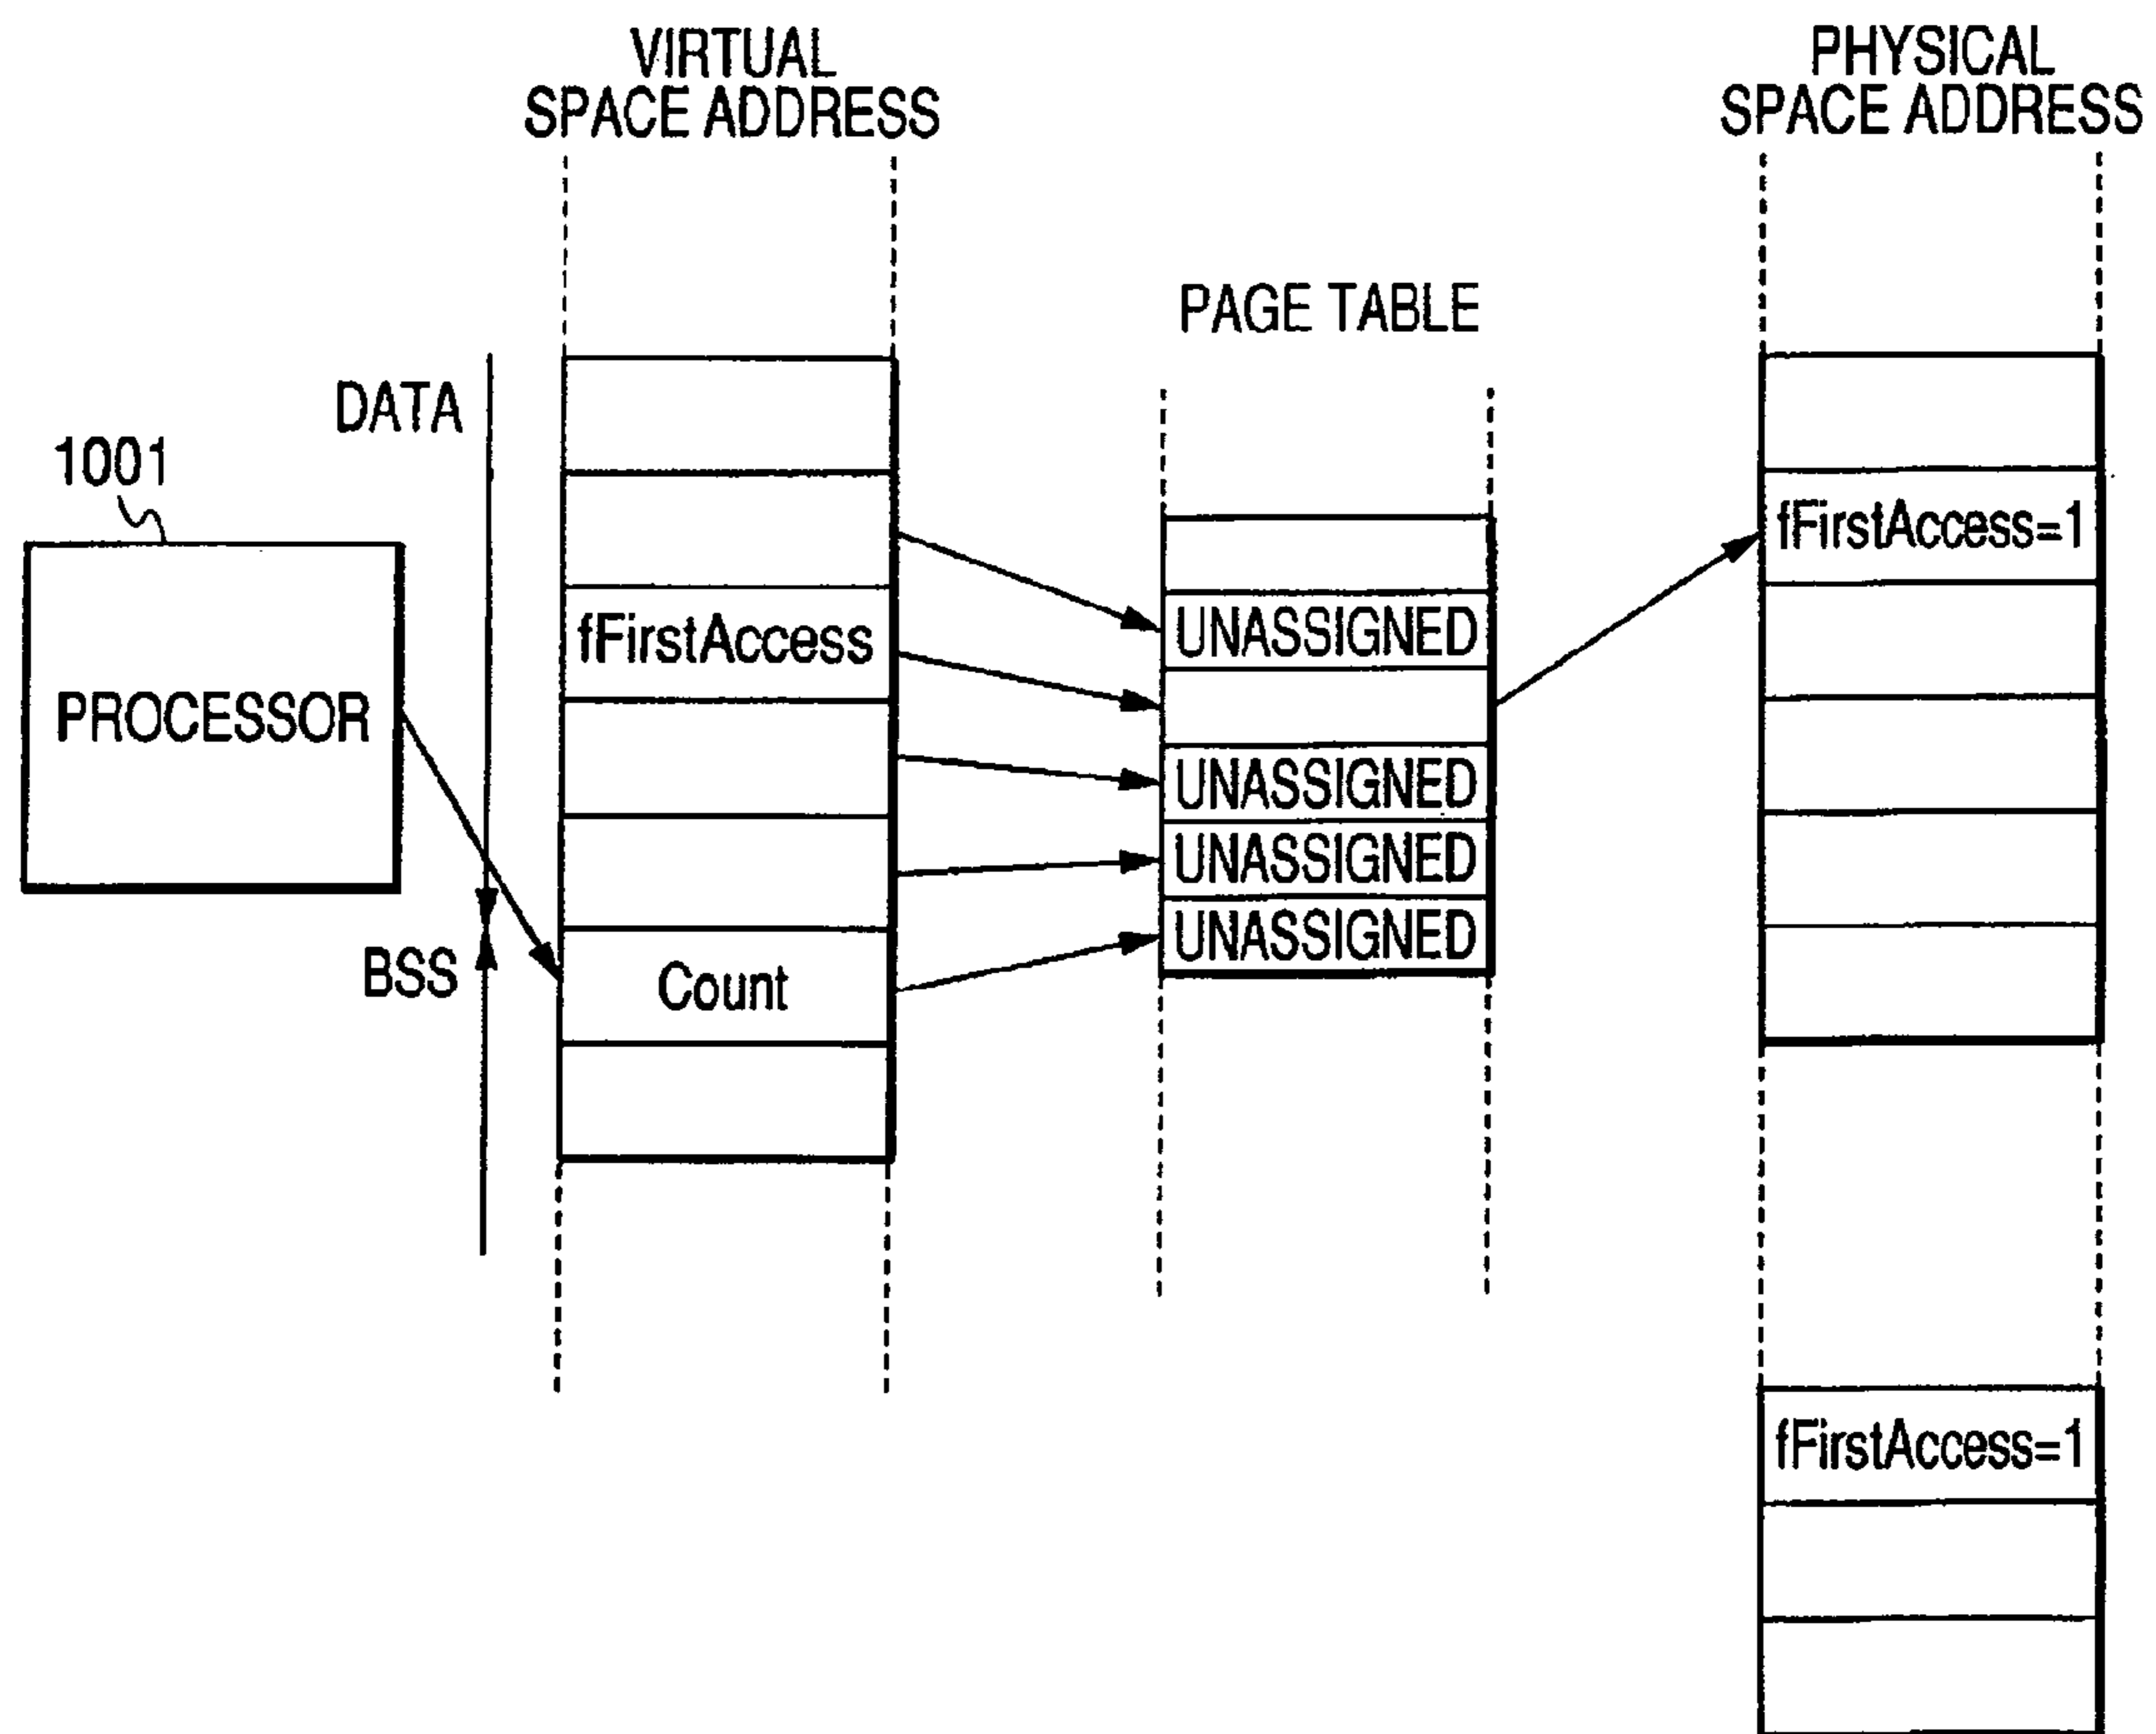 VIRTUAL
SPACE ADDRESS
PHYSICAL
SPACE ADDRESS
PAGE TABLE
DATA
1001
PROCESSOR
BSS
fFirstAccess
Count
UNASSIGNED
UNASSIGNED
UNASSIGNED
UNASSIGNED
fFirstAccess=1
fFirstAccess=1